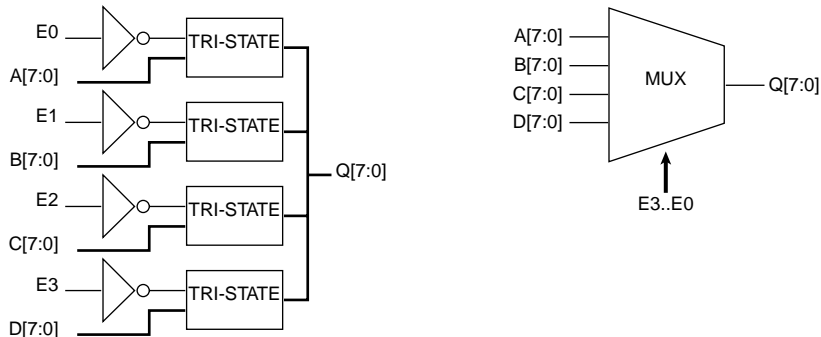 E0
TRI-STATE
A[7:0]
E1
TRI-STATE
B[7:0]
Q[7:0]
E2
TRI-STATE
C[7:0]
E3
TRI-STATE
D[7:0]
A[7:0]
B[7:0]
C[7:0]
D[7:0]
MUX
Q[7:0]
E3..E0